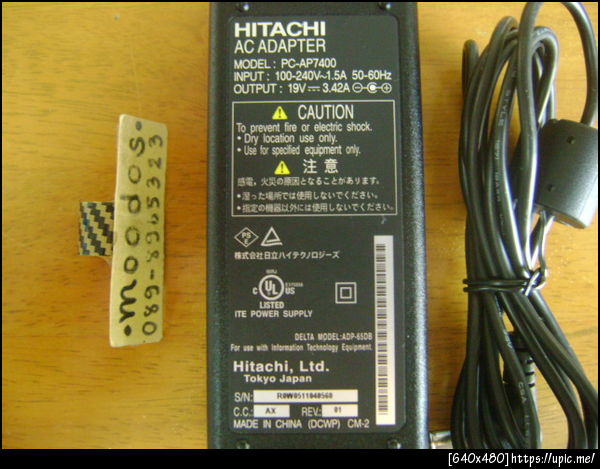 HITACHI
AC ADAPTER
MODEL: PC-AP7400
INPUT: 100-240V~1.5A 50-60Hz
OUTPUT: 19V 3.42A
CAUTION
To prevent fire or electric shock.
• Dry location use only.
• Use for specified equipment only.
注意
感電,火災の原因となることがあります。
•湿った場所では使用しないでください。
•指定の機器以外には使用しないでください。
PS
E
株式会社日立ハイテクノロジーズ
C UL US
LISTED
ITE POWER SUPPLY
DELTA MODEL:ADP-65DB
For use with Information Technology Equipment.
Hitachi, Ltd.
Tokyo Japan
S/N: R0W0511040560
C.C.: AX REV.: 01
MADE IN CHINA (DCWP) CM-2
•moodos•
[640x480]https://upic.me/